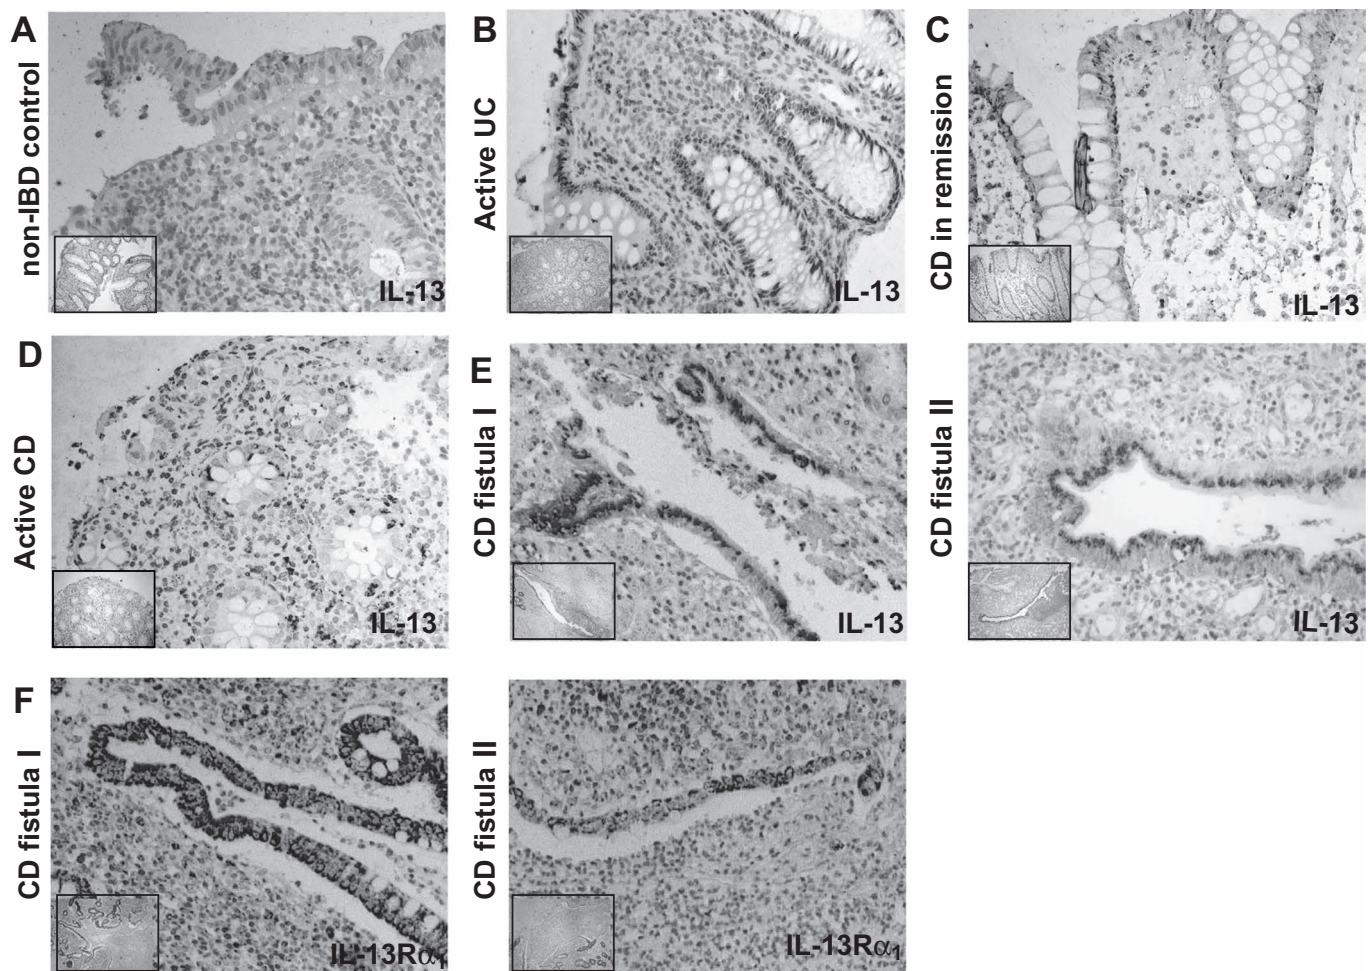 A
non-IBD control
IL-13
B
Active UC
IL-13
C
CD in remission
IL-13
D
Active CD
IL-13
E
CD fistula I
IL-13
CD fistula II
IL-13
F
CD fistula I
IL-13Rα₁
CD fistula II
IL-13Rα₁